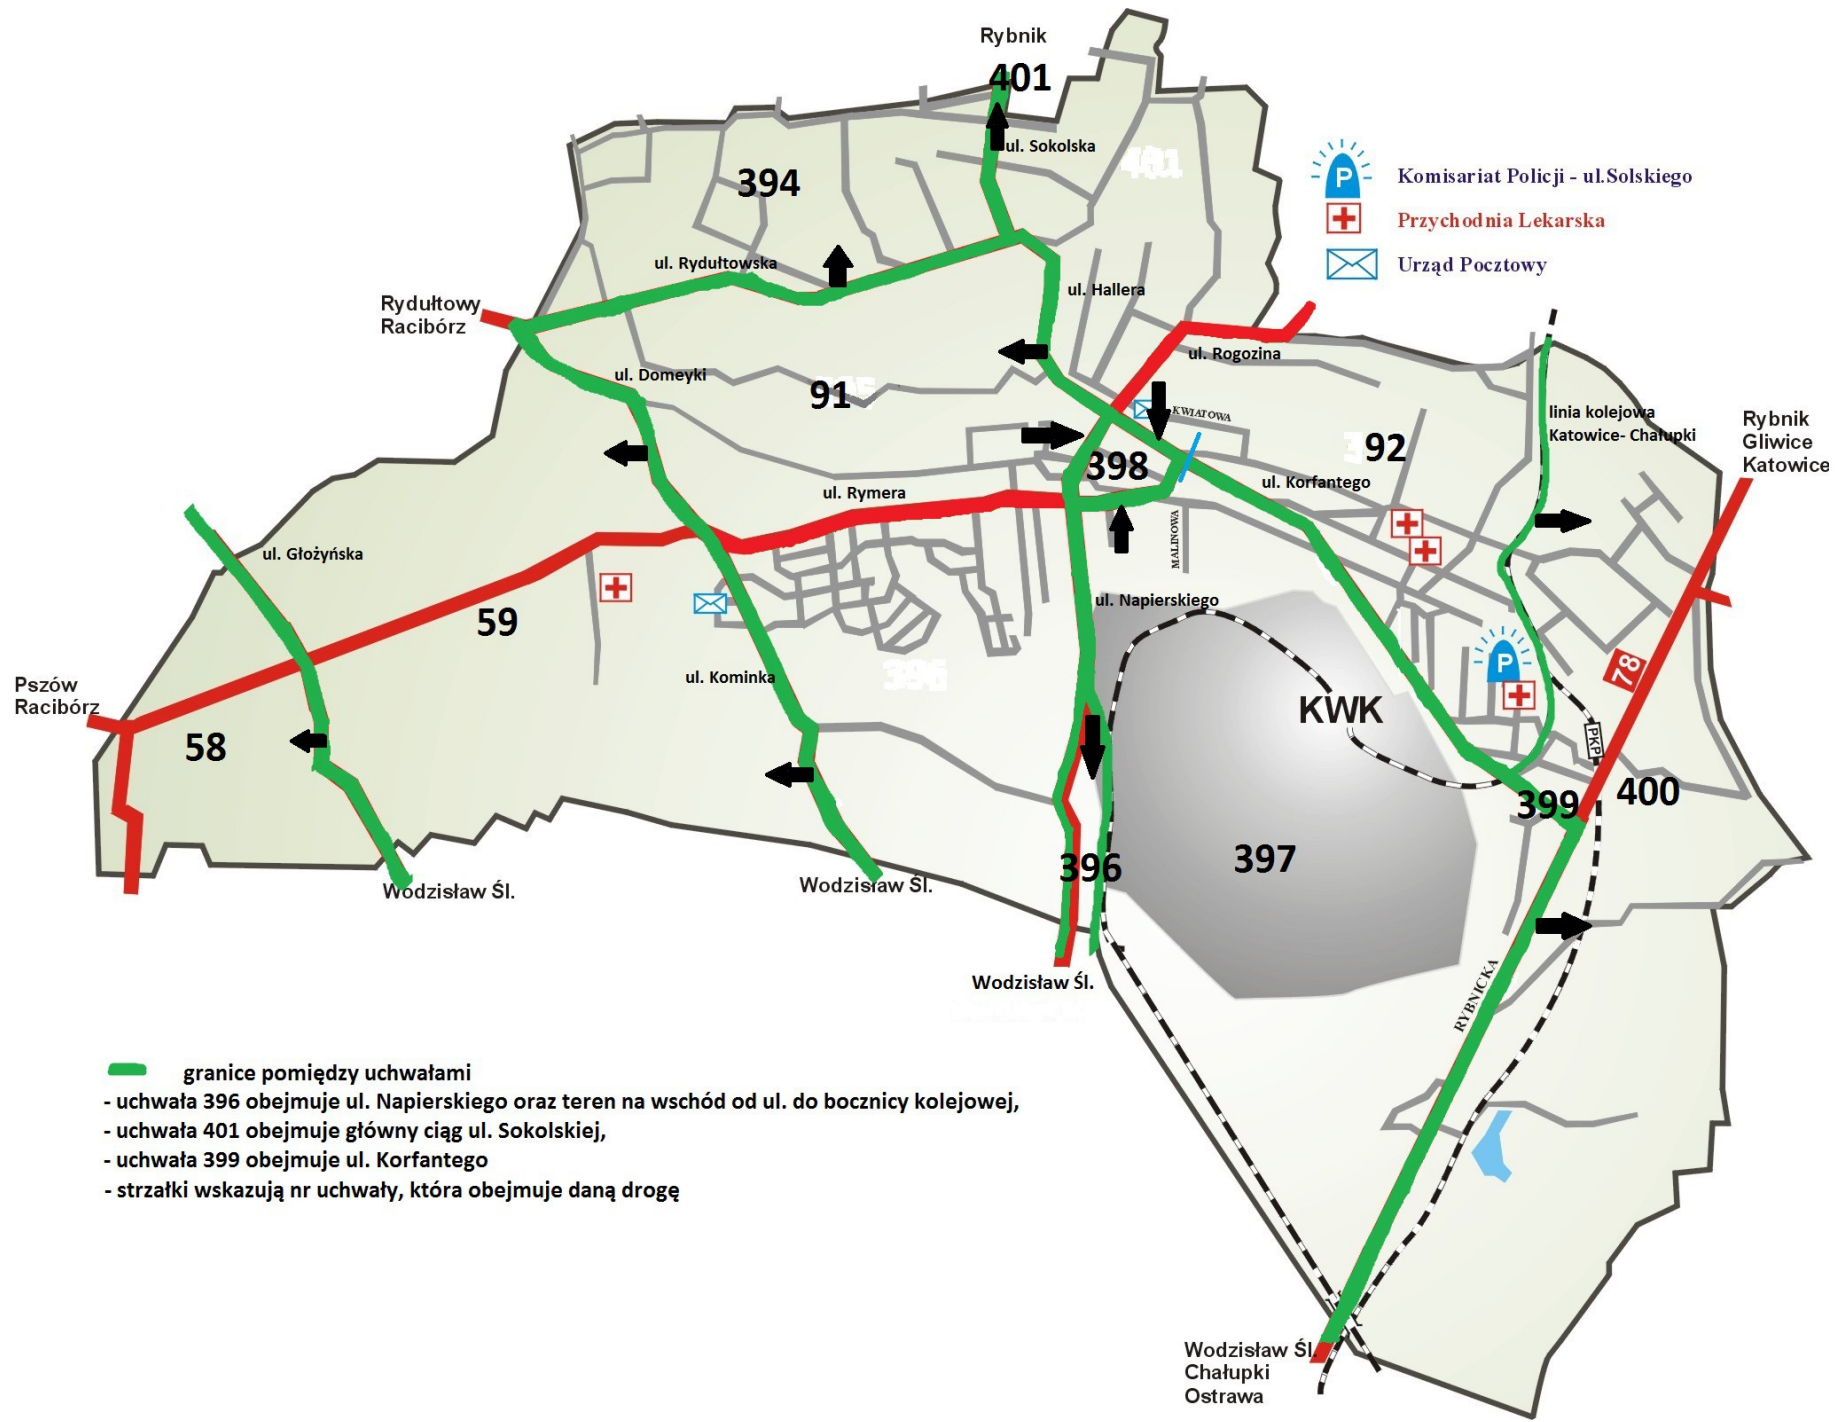 Rybnik
401
ul. Sokolska
394
401
Komisariat Policji - ul.Solskiego
Przychodnia Lekarska
Urząd Pocztowy
ul. Rydułtowska
ul. Hallera
Rydułtowy
Racibórz
ul. Rogozina
ul. Domeyki
91
KWIATOWA
linia kolejowa
Katowice- Chałupki
Rybnik
Gliwice
Katowice
92
398
ul. Korfantego
ul. Rymera
MALINOWA
ul. Głożyńska
59
ul. Napierskiego
P
78
396
ul. Kominka
Pszów
Racibórz
58
KWK
PKP
399
400
397
396
Wodzisław Śl.
Wodzisław Śl.
Wodzisław Śl.
RYBNICKA
granice pomiędzy uchwałami
- uchwała 396 obejmuje ul. Napierskiego oraz teren na wschód od ul. do bocznicy kolejowej,
- uchwała 401 obejmuje główny ciąg ul. Sokolskiej,
- uchwała 399 obejmuje ul. Korfantego
- strzałki wskazują nr uchwały, która obejmuje daną drogę
Wodzisław Śl.
Chałupki
Ostrawa